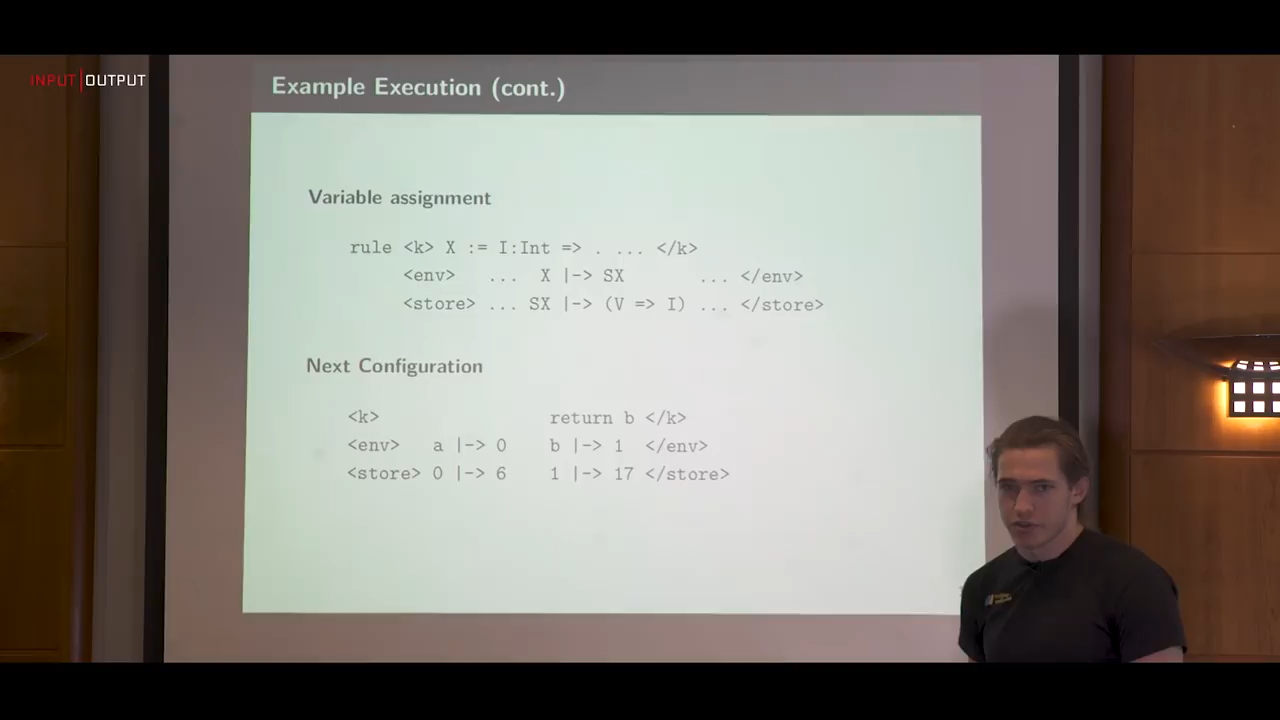 INPUT|OUTPUT
Example Execution (cont.)
Variable assignment
rule <k> X := I:Int => . ... </k>
<env> ... X |-> SX ... </env>
<store> ... SX |-> (V => I) ... </store>
Next Configuration
<k> return b </k>
<env> a |-> 0 b |-> 1 </env>
<store> 0 |-> 6 1 |-> 17 </store>